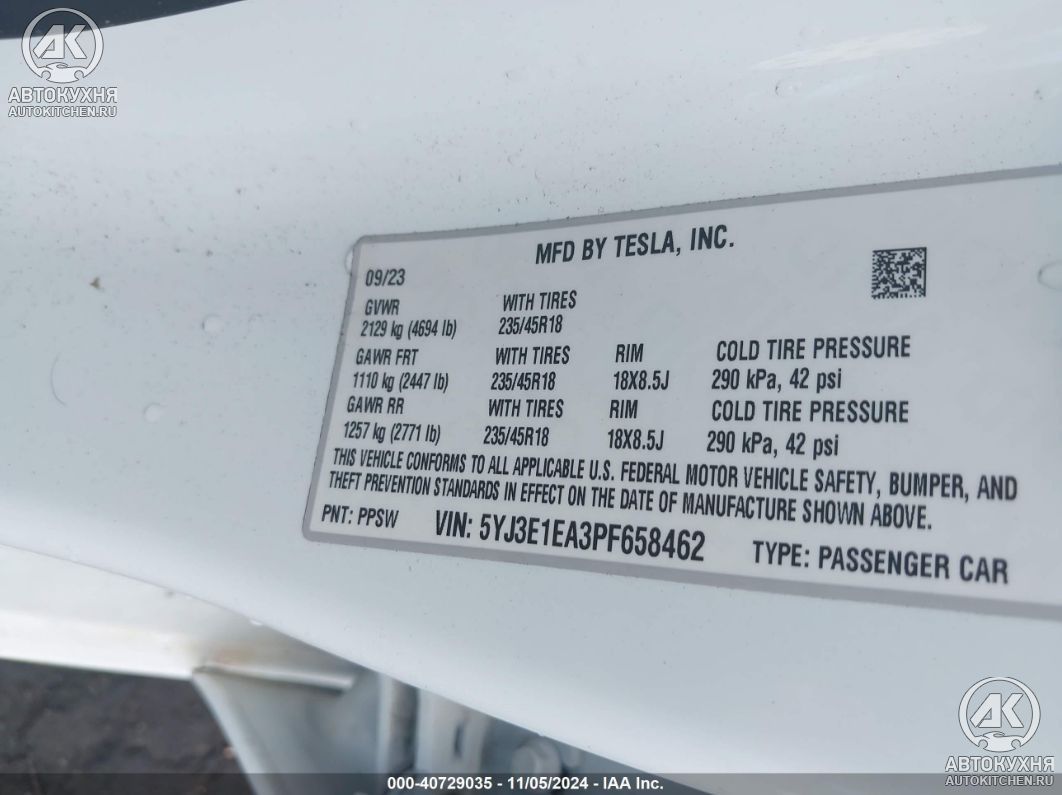 АВТОКУХНЯ
AUTOKITCHEN.RU
MFD BY TESLA, INC.
09/23
GVWR WITH TIRES
2129 kg (4694 lb) 235/45R18
GAWR FRT WITH TIRES RIM COLD TIRE PRESSURE
1110 kg (2447 lb) 235/45R18 18X8.5J 290 kPa, 42 psi
GAWR RR WITH TIRES RIM COLD TIRE PRESSURE
1257 kg (2771 lb) 235/45R18 18X8.5J 290 kPa, 42 psi
THIS VEHICLE CONFORMS TO ALL APPLICABLE U.S. FEDERAL MOTOR VEHICLE SAFETY, BUMPER, AND
THEFT PREVENTION STANDARDS IN EFFECT ON THE DATE OF MANUFACTURE SHOWN ABOVE.
PNT: PPSW VIN: 5YJ3E1EA3PF658462 TYPE: PASSENGER CAR
АК
АВТОКУХНЯ
AUTOKITCHEN.RU
000-40729035 - 11/05/2024 - IAA Inc.